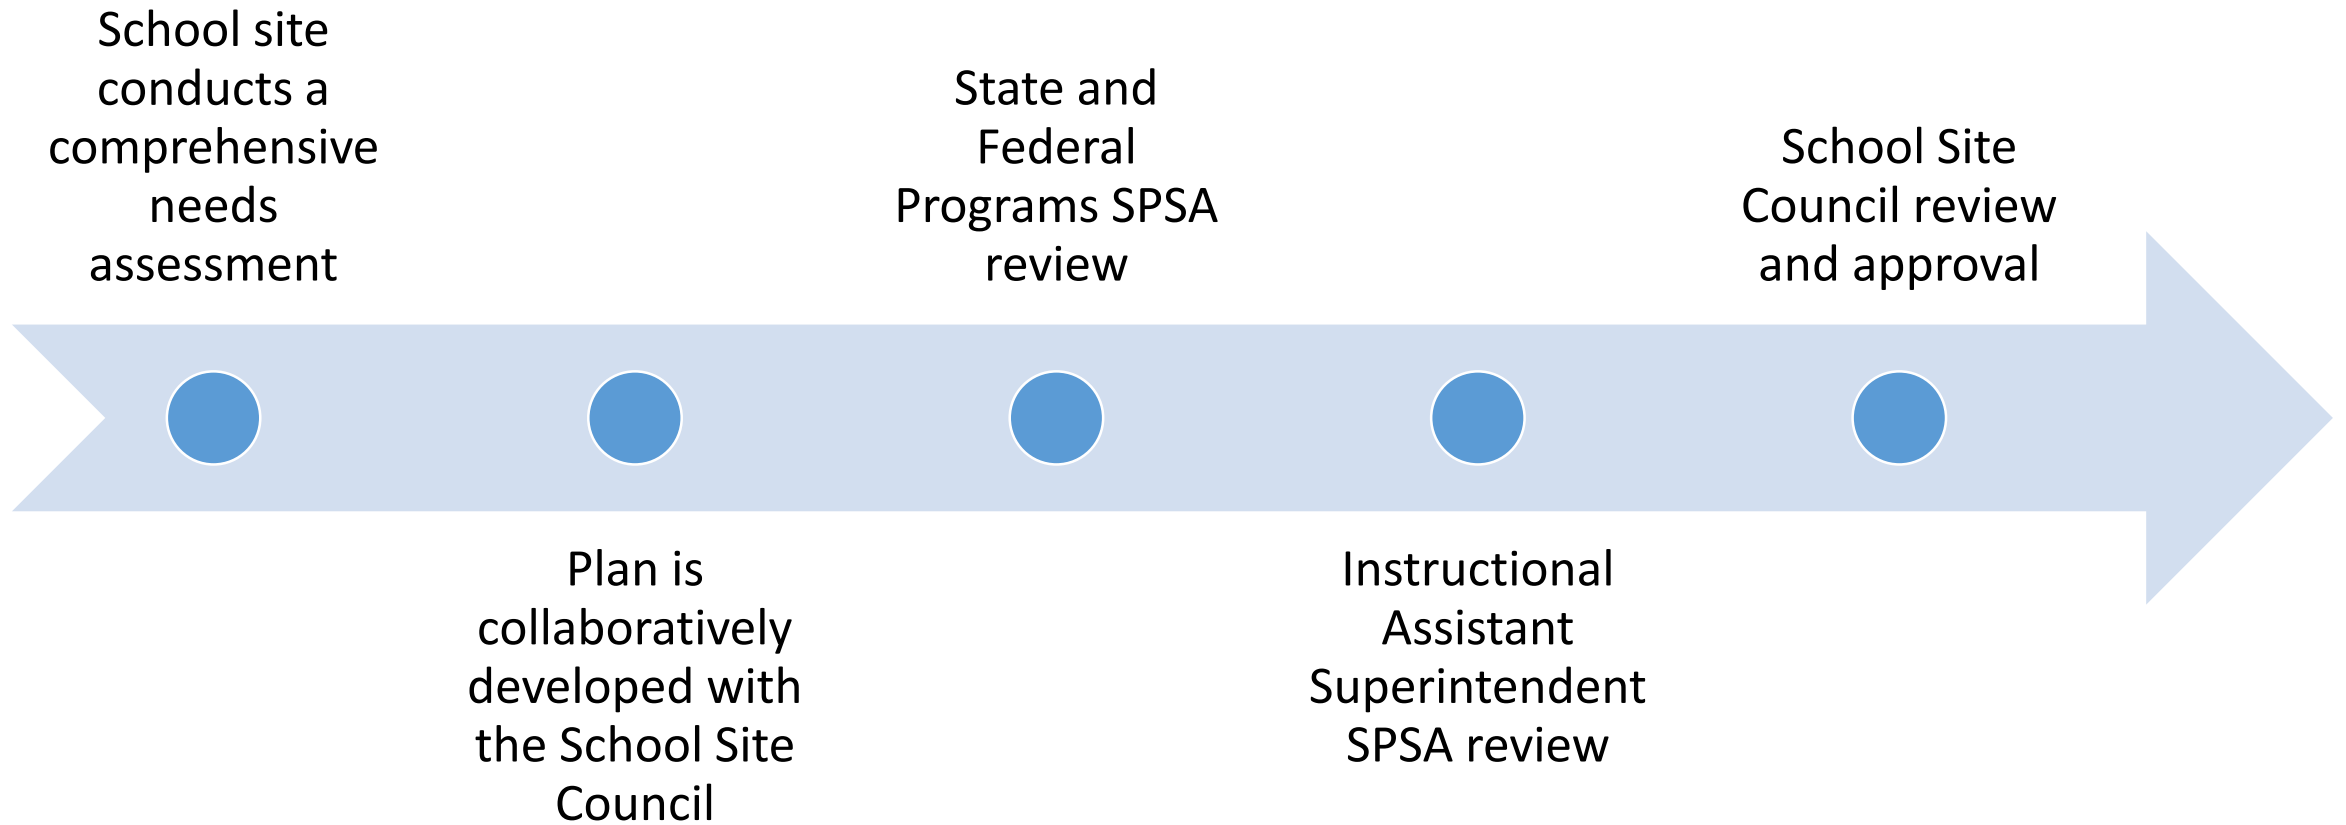 School site
conducts a
comprehensive
needs
assessment
Plan is
collaboratively
developed with
the School Site
Council
State and
Federal
Programs SPSA
review
Instructional
Assistant
Superintendent
SPSA review
School Site
Council review
and approval